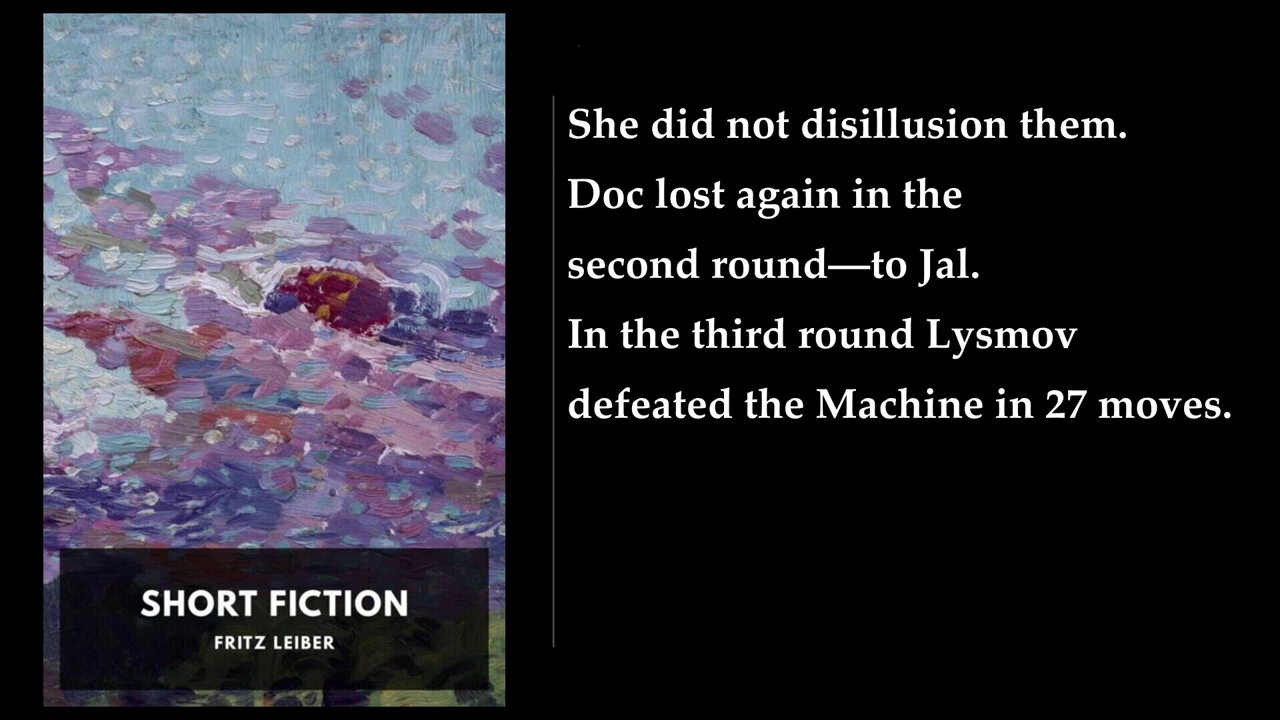 She did not disillusion them.
Doc lost again in the
second round—to Jal.
In the third round Lysmov
defeated the Machine in 27 moves.
SHORT FICTION
FRITZ LEIBER